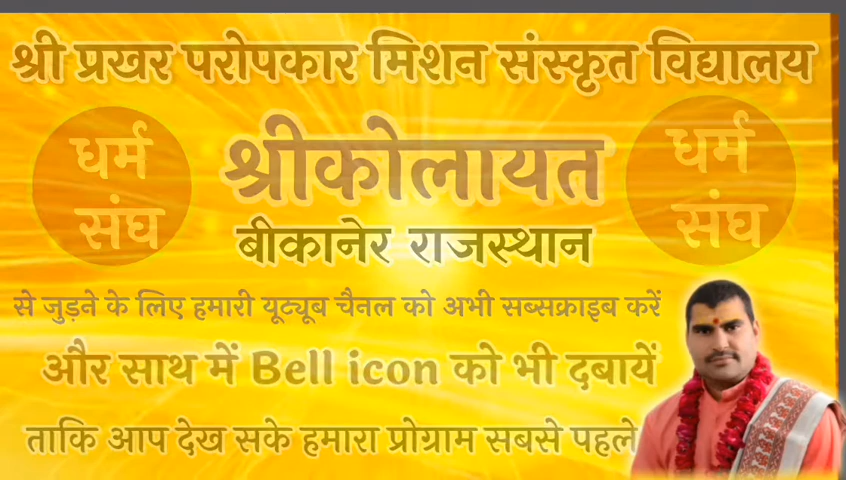 श्री प्रखर परोपकार मिशन संस्कृत विद्यालय
धर्म
संघ
श्रीकोलायत
धर्म
संघ
बीकानेर राजस्थान
से जुड़ने के लिए हमारी यूट्यूब चैनल को अभी सब्सक्राइब करें
और साथ में Bell icon को भी दबायें
ताकि आप देख सके हमारा प्रोग्राम सबसे पहले